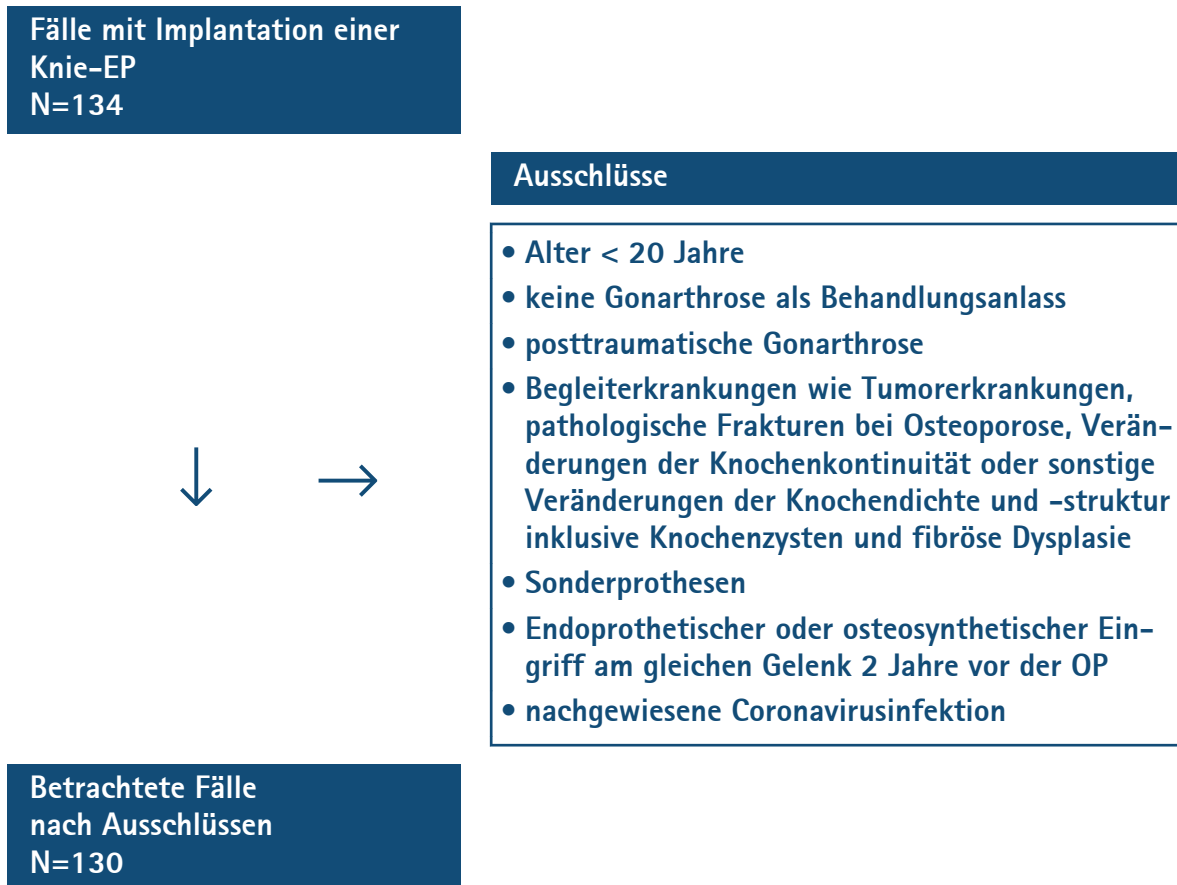 Fälle mit Implantation einer
Knie-EP
N=134
Ausschlüsse
• Alter < 20 Jahre
• keine Gonarthrose als Behandlungsanlass
• posttraumatische Gonarthrose
• Begleiterkrankungen wie Tumorerkrankungen,
pathologische Frakturen bei Osteoporose, Verän-
derungen der Knochenkontinuität oder sonstige
Veränderungen der Knochendichte und -struktur
inklusive Knochenzysten und fibröse Dysplasie
• Sonderprothesen
• Endoprothetischer oder osteosynthetischer Ein-
griff am gleichen Gelenk 2 Jahre vor der OP
• nachgewiesene Coronavirusinfektion
Betrachtete Fälle
nach Ausschlüssen
N=130